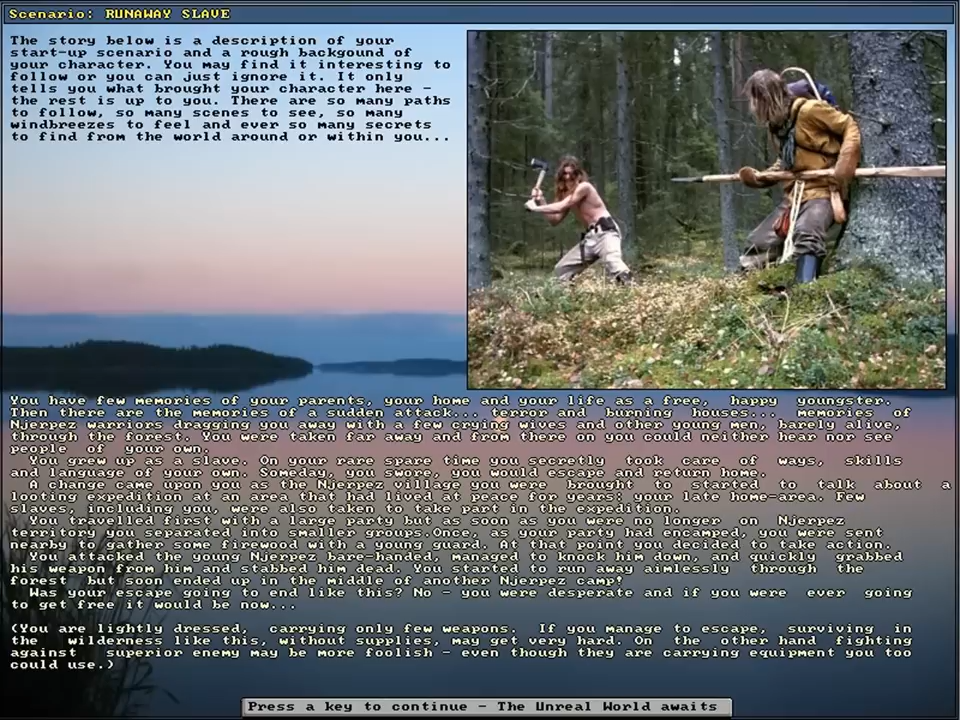 Scenario: RUNAWAY SLAVE
The story below is a description of your
start-up scenario and a rough backgound of
your character. You may find it interesting to
follow or you can just ignore it. It only
tells you what brought your character here -
the rest is up to you. There are so many paths
to follow, so many scenes to see, so many
windbreezes to feel and ever so many secrets
to find from the world around or within you...
You have few memories of your parents, your home and your life as a free, happy youngster.
Then there are the memories of a sudden attack... terror and burning houses... memories of
Njerpez warriors dragging you away with a few crying wives and other young men, barely alive,
through the forest. You were taken far away and from there on you could neither hear nor see
people of your own.
You grew up as a slave. On your rare spare time you secretly took care of ways, skills
and language of your own. Someday, you swore, you would escape and return home.
A change came upon you as the Njerpez village you were brought to started to talk about a
looting expedition at an area that had lived at peace for years: your late home-area. Few
slaves, including you, were also taken to take part in the expedition.
You travelled first with a large party but as soon as you were no longer on Njerpez
territory you separated into smaller groups.Once, as your party had encamped, you were sent
nearby to gather some firewood with a young guard. At that point you decided to take action.
You attacked the young Njerpez bare-handed, managed to knock him down, and quickly grabbed
his weapon from him and stabbed him dead. You started to run away aimlessly through the
forest but soon ended up in the middle of another Njerpez camp!
Was your escape going to end like this? No - you were desperate and if you were ever going
to get free it would be now...
(You are lightly dressed, carrying only few weapons. If you manage to escape, surviving in
the wilderness like this, without supplies, may get very hard. On the other hand fighting
against superior enemy may be more foolish - even though they are carrying equipment you too
could use.)
Press a key to continue - The Unreal World awaits